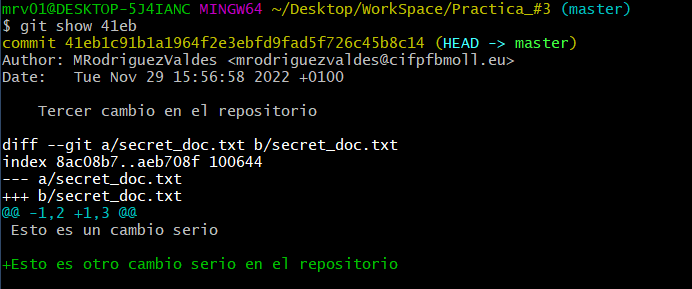 mrv01@DESKTOP-5J4IANC MINGW64 ~/Desktop/WorkSpace/Practica_#3 (master)
$ git show 41eb
commit 41eb1c91b1a1964f2e3ebfd9fad5f726c45b8c14 (HEAD -> master)
Author: MRodriguezValdes <mrodriguezvaldes@cifpfbmoll.eu>
Date:   Tue Nov 29 15:56:58 2022 +0100

    Tercer cambio en el repositorio

diff --git a/secret_doc.txt b/secret_doc.txt
index 8ac08b7..aeb708f 100644
--- a/secret_doc.txt
+++ b/secret_doc.txt
@@ -1,2 +1,3 @@
 Esto es un cambio serio

+Esto es otro cambio serio en el repositorio